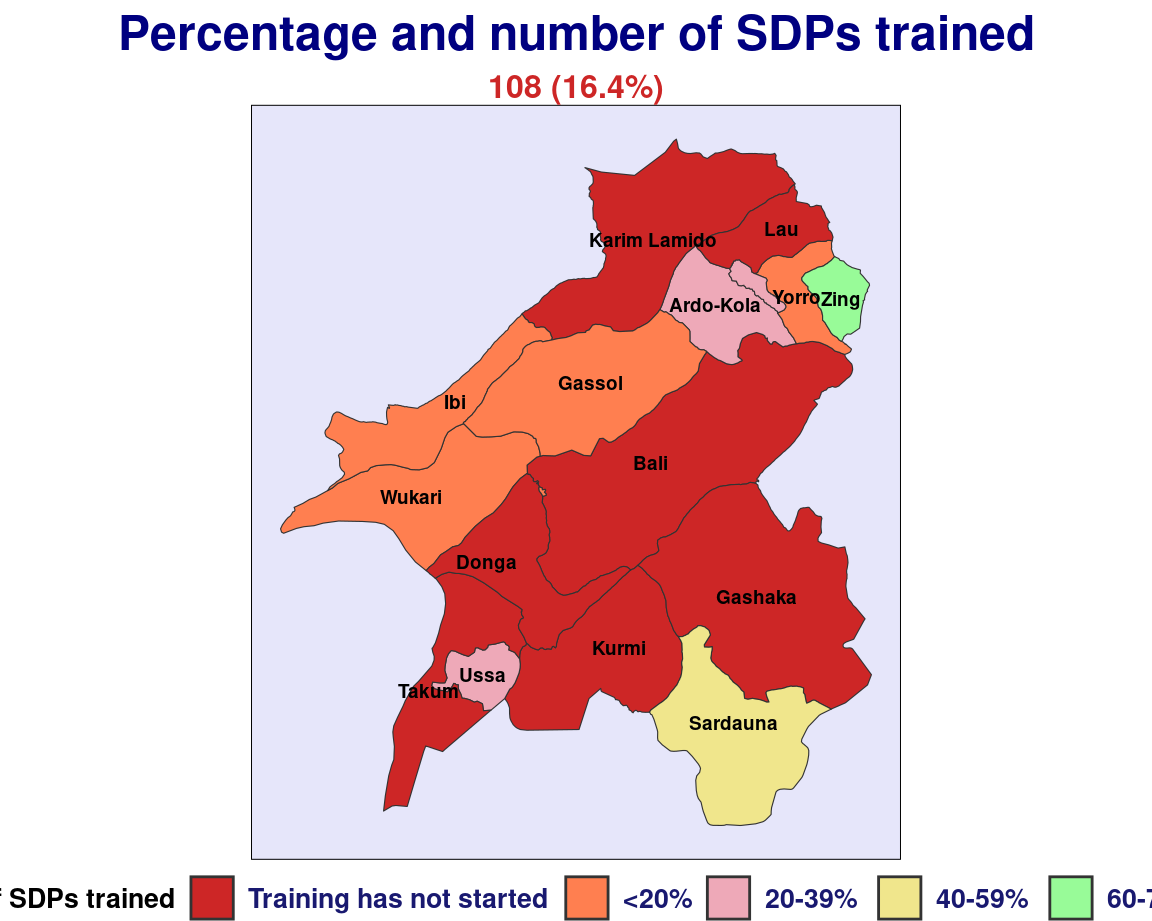 Percentage and number of SDPs trained
108 (16.4%)
Karim Lamido
Lau
Ardo-Kola
Yorro
Zing
Gassol
Ibi
Bali
Wukari
Donga
Gashaka
Kurmi
Ussa
Takum
Sardauna
SDPs trained Training has not started <20% 20-39% 40-59% 60-